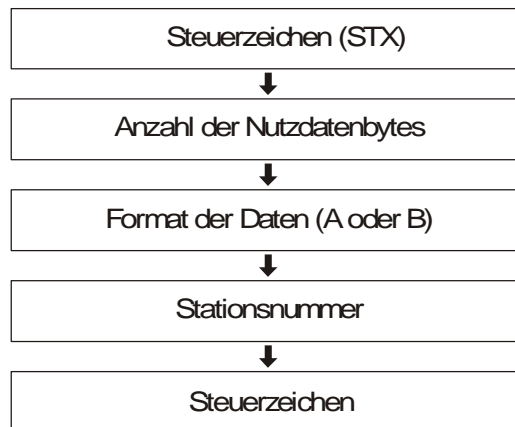 Steuerzeichen (STX)
Anzahl der Nutzdatenbytes
Format der Daten (A oder B)
Stationsnummer
Steuerzeichen